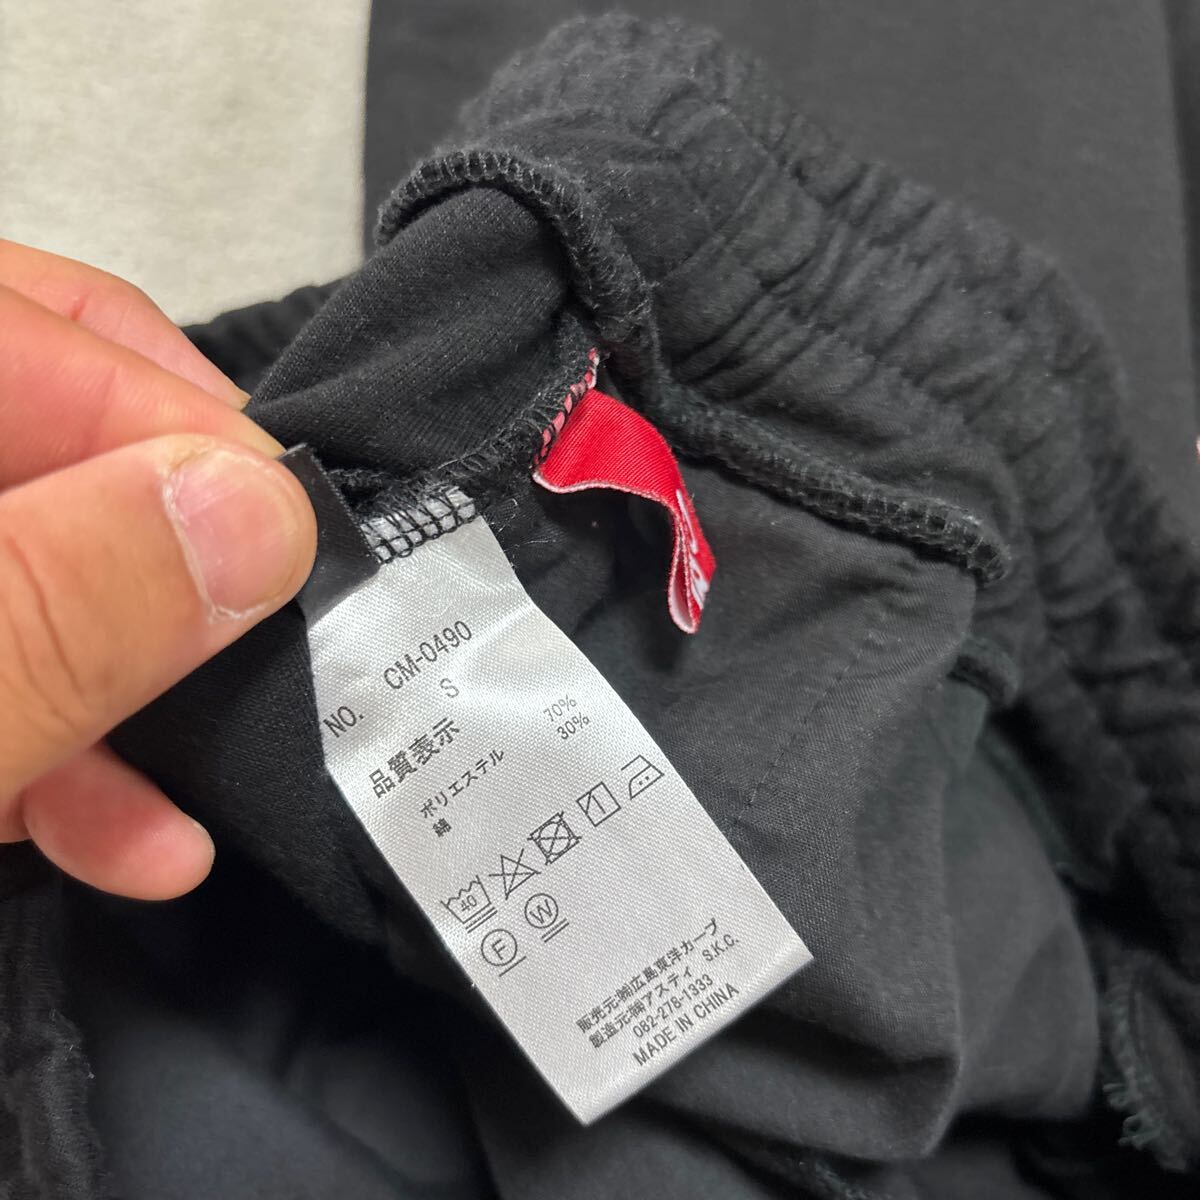 NO. CM-0490
S
品質表示
ポリエステル 70%
綿 30%
40
F W
販売元:㈱広島東洋カープ
製造元:㈱アスティ S.K.C.
082-278-1333
MADE IN CHINA